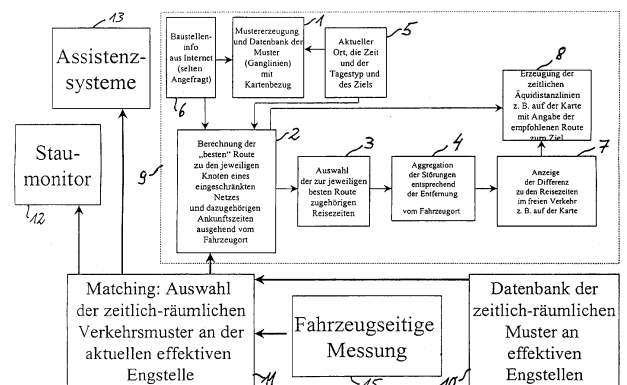 13
Assistenz-
systeme
Stau-
monitor
12
9
Baustellen-
info
aus Internet
(selten
Angefragt)
6
1
Mustererzeugung
und Datenbank der
Muster
(Ganglinien)
mit
Kartenbezug
5
Aktueller
Ort, die Zeit
und der
Tagestyp und
des Ziels
8
Erzeugung der
zeitlichen
Äquidistanzlinien
z. B. auf der Karte
mit Angabe der
empfohlenen Route
zum Ziel
2
Berechnung der
„besten" Route
zu den jeweiligen
Knoten eines
eingeschränkten
Netzes
und dazugehörigen
Ankunftszeiten
ausgehend vom
Fahrzeugort
3
Auswahl
der zur jeweiligen
besten Route
zugehörigen
Reisezeiten
4
Aggregation
der Störungen
entsprechend
der Entfernung
vom Fahrzeugort
7
Anzeige
der Differenz
zu den Reisezeiten
im freien Verkehr
z. B. auf der Karte
Matching: Auswahl
der zeitlich-räumlichen
Verkehrsmuster an der
aktuellen effektiven
Engstelle
11
Fahrzeugseitige
Messung
15
Datenbank der
zeitlich-räumlichen
Muster an
effektiven
Engstellen
10